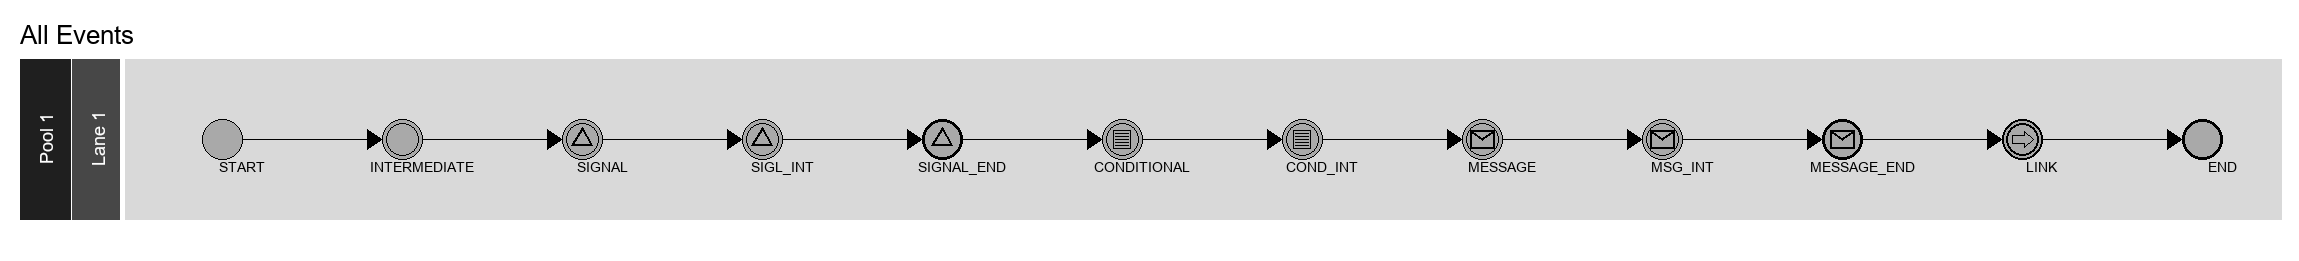 All Events
Pool 1
Lane 1
START
INTERMEDIATE
SIGNAL
SIGL_INT
SIGNAL_END
CONDITIONAL
COND_INT
MESSAGE
MSG_INT
MESSAGE_END
LINK
END